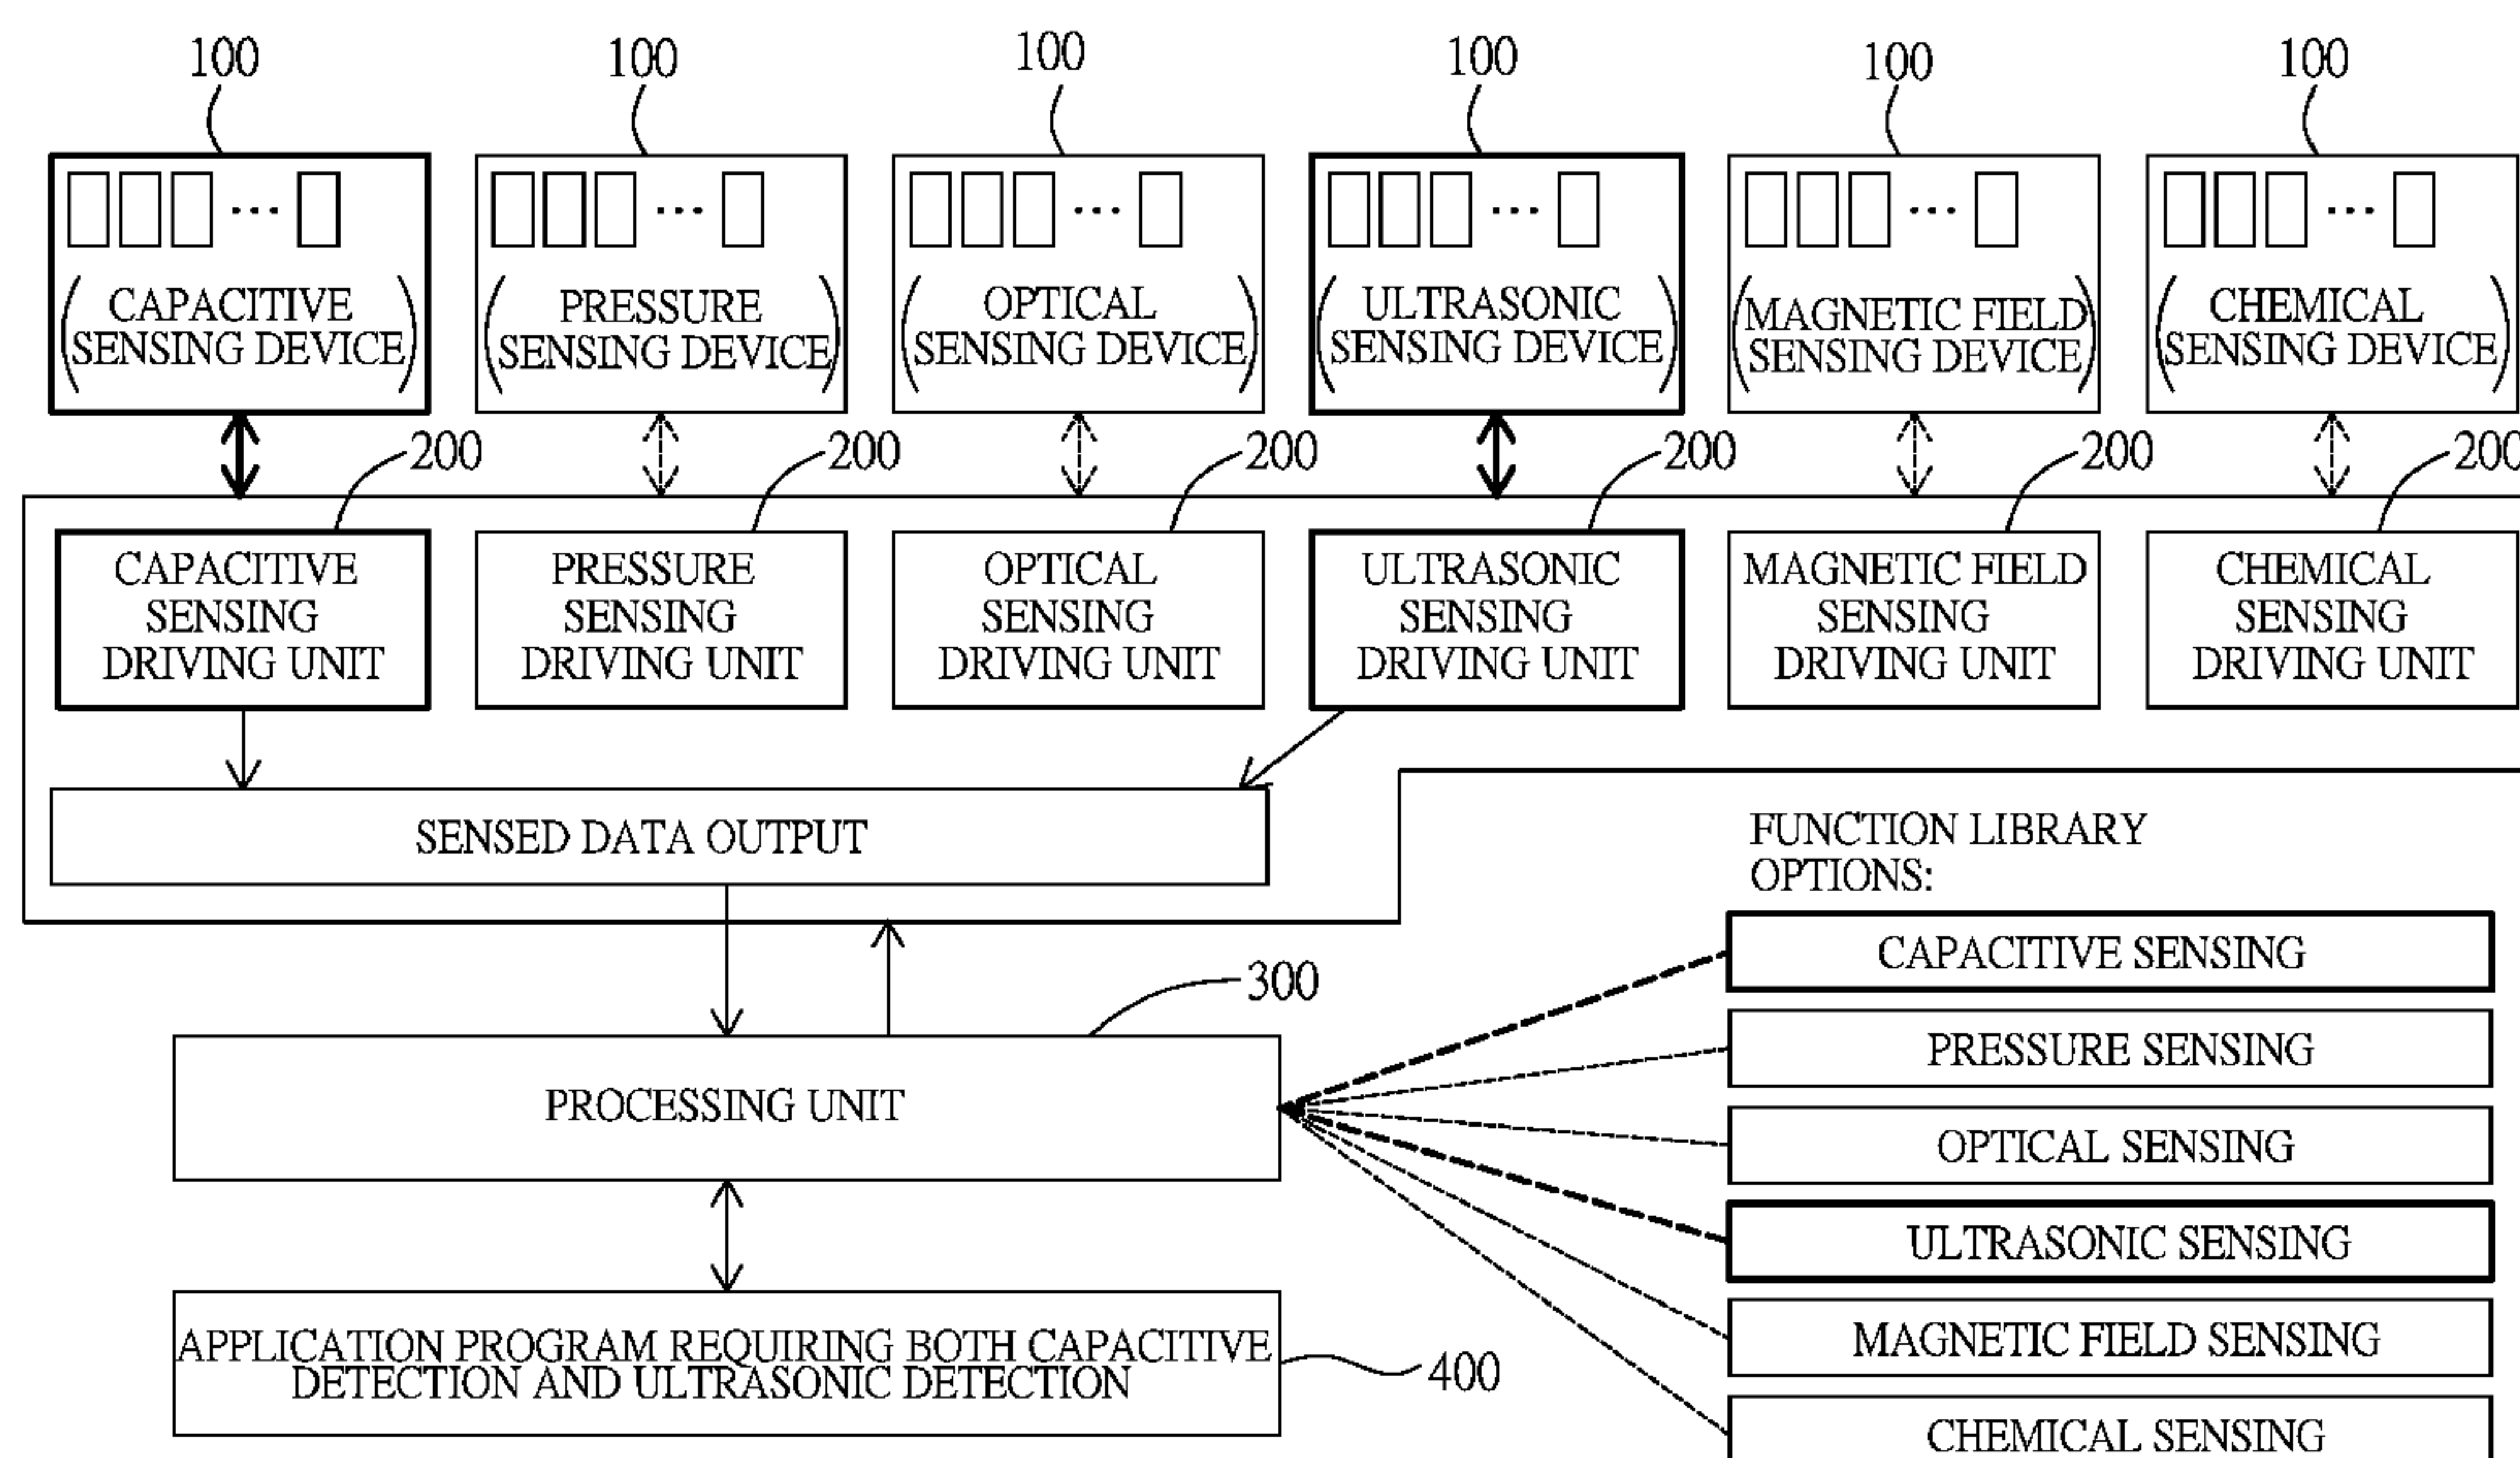 100
100
100
100
100
100
CAPACITIVE
SENSING DEVICE
PRESSURE
SENSING DEVICE
OPTICAL
SENSING DEVICE
ULTRASONIC
SENSING DEVICE
MAGNETIC FIELD
SENSING DEVICE
CHEMICAL
SENSING DEVICE
200
200
200
200
200
200
CAPACITIVE
SENSING
DRIVING UNIT
PRESSURE
SENSING
DRIVING UNIT
OPTICAL
SENSING
DRIVING UNIT
ULTRASONIC
SENSING
DRIVING UNIT
MAGNETIC FIELD
SENSING
DRIVING UNIT
CHEMICAL
SENSING
DRIVING UNIT
SENSED DATA OUTPUT
FUNCTION LIBRARY
OPTIONS:
CAPACITIVE SENSING
300
PRESSURE SENSING
PROCESSING UNIT
OPTICAL SENSING
ULTRASONIC SENSING
MAGNETIC FIELD SENSING
APPLICATION PROGRAM REQUIRING BOTH CAPACITIVE
DETECTION AND ULTRASONIC DETECTION
400
CHEMICAL SENSING